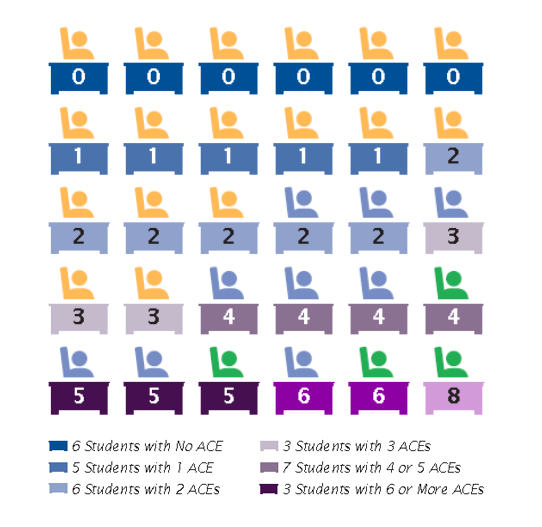 0 0 0 0 0 0
1 1 1 1 1 2
2 2 2 2 2 3
3 3 4 4 4 4
5 5 5 6 6 8
6 Students with No ACE
5 Students with 1 ACE
6 Students with 2 ACEs
3 Students with 3 ACEs
7 Students with 4 or 5 ACEs
3 Students with 6 or More ACEs